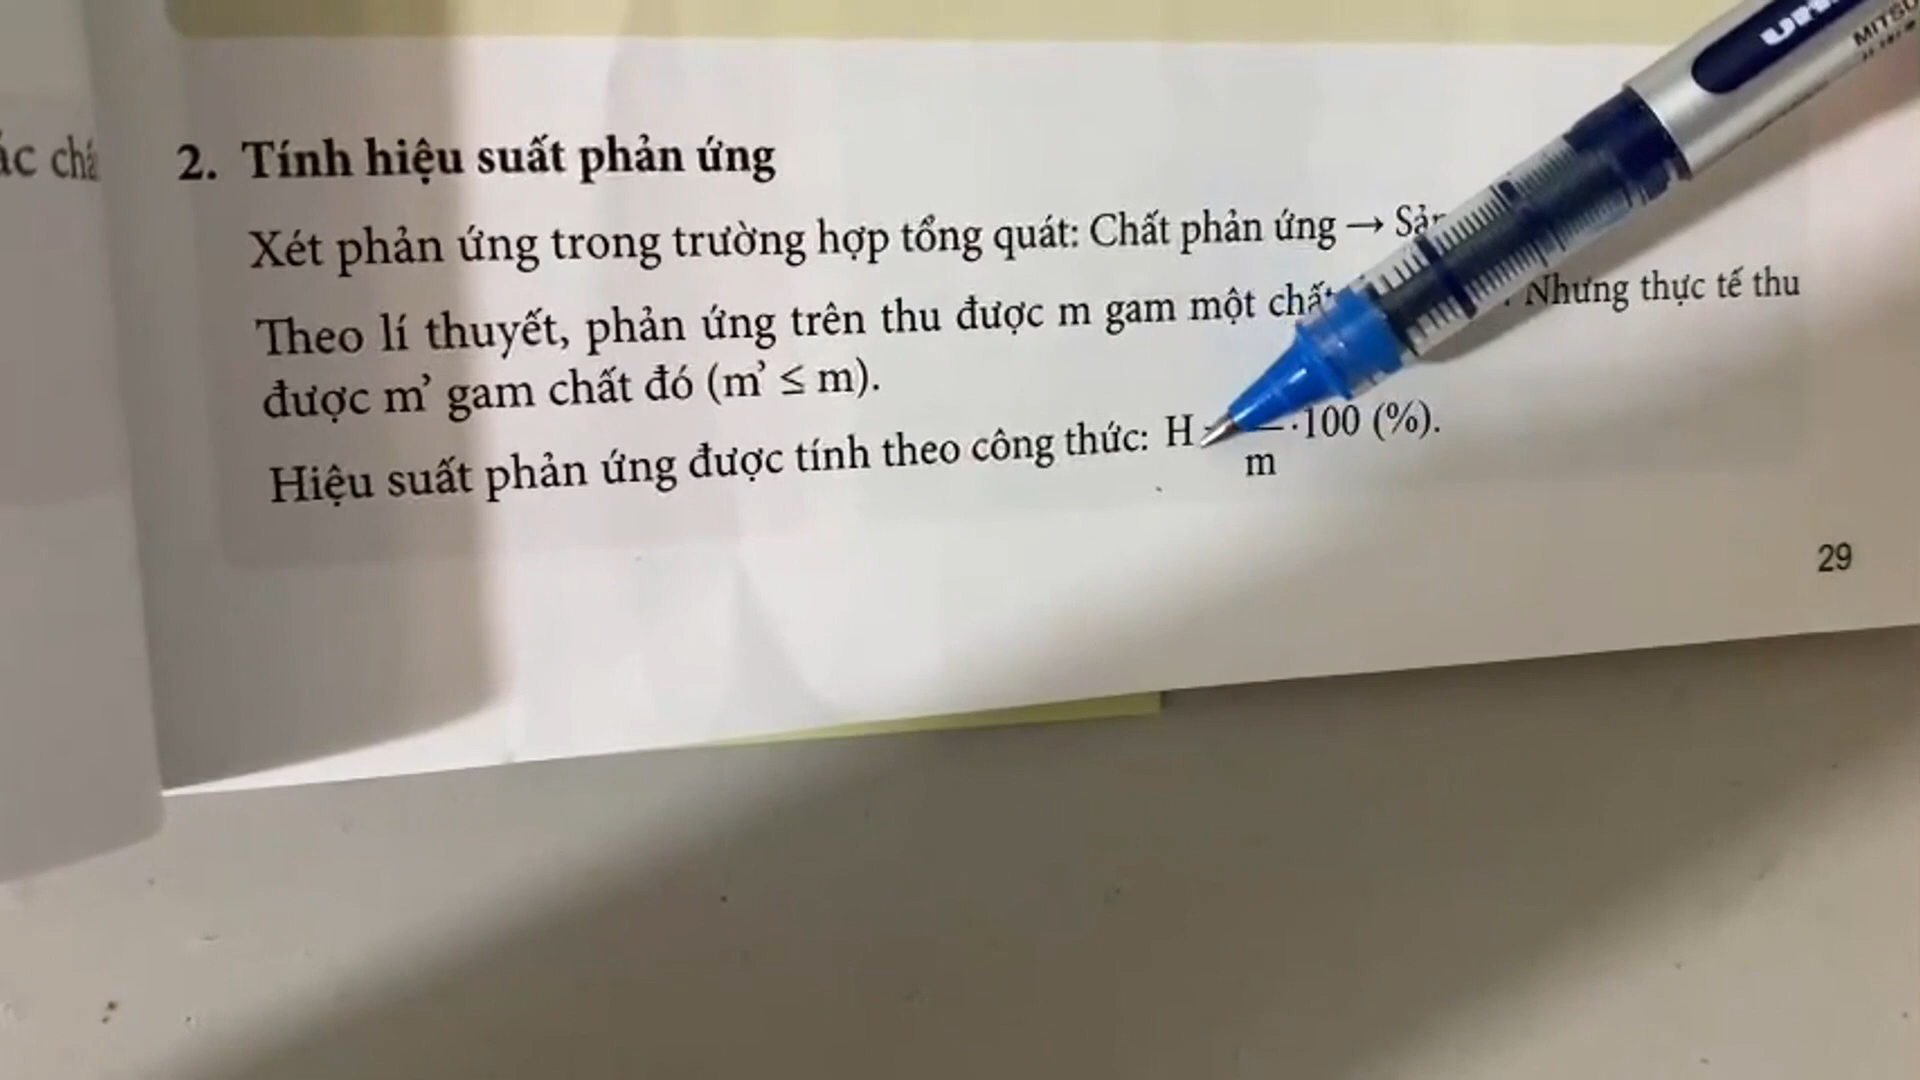 ác chấ
2. Tính hiệu suất phản ứng
Xét phản ứng trong trường hợp tổng quát: Chất phản ứng → Sản
Theo lí thuyết, phản ứng trên thu được m gam một chất . Nhưng thực tế thu
được m’ gam chất đó (m’ ≤ m).
Hiệu suất phản ứng được tính theo công thức: H m .100 (%).
29
uni
MITSU